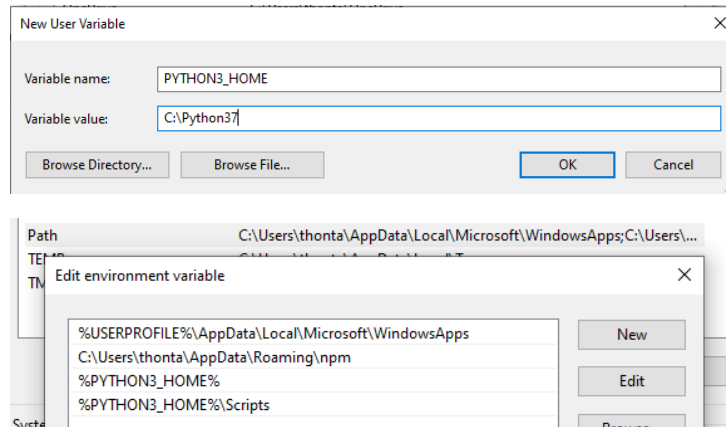 New User Variable
Variable name: PYTHON3_HOME
Variable value: C:\Python37
Browse Directory... Browse File... OK Cancel
Path C:\Users\thonta\AppData\Local\Microsoft\WindowsApps;C:\Users\...
Edit environment variable
%USERPROFILE%\AppData\Local\Microsoft\WindowsApps New
C:\Users\thonta\AppData\Roaming\npm
%PYTHON3_HOME% Edit
%PYTHON3_HOME%\Scripts